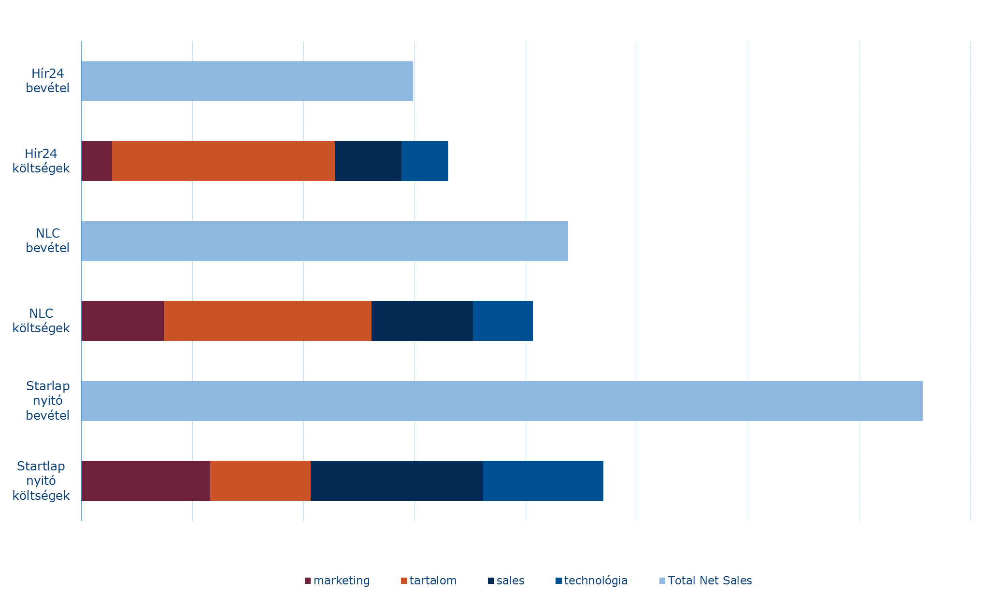 Hír24
bevétel
Hír24
költségek
NLC
bevétel
NLC
költségek
Starlap
nyitó
bevétel
Startlap
nyitó
költségek
marketing tartalom sales technológia Total Net Sales